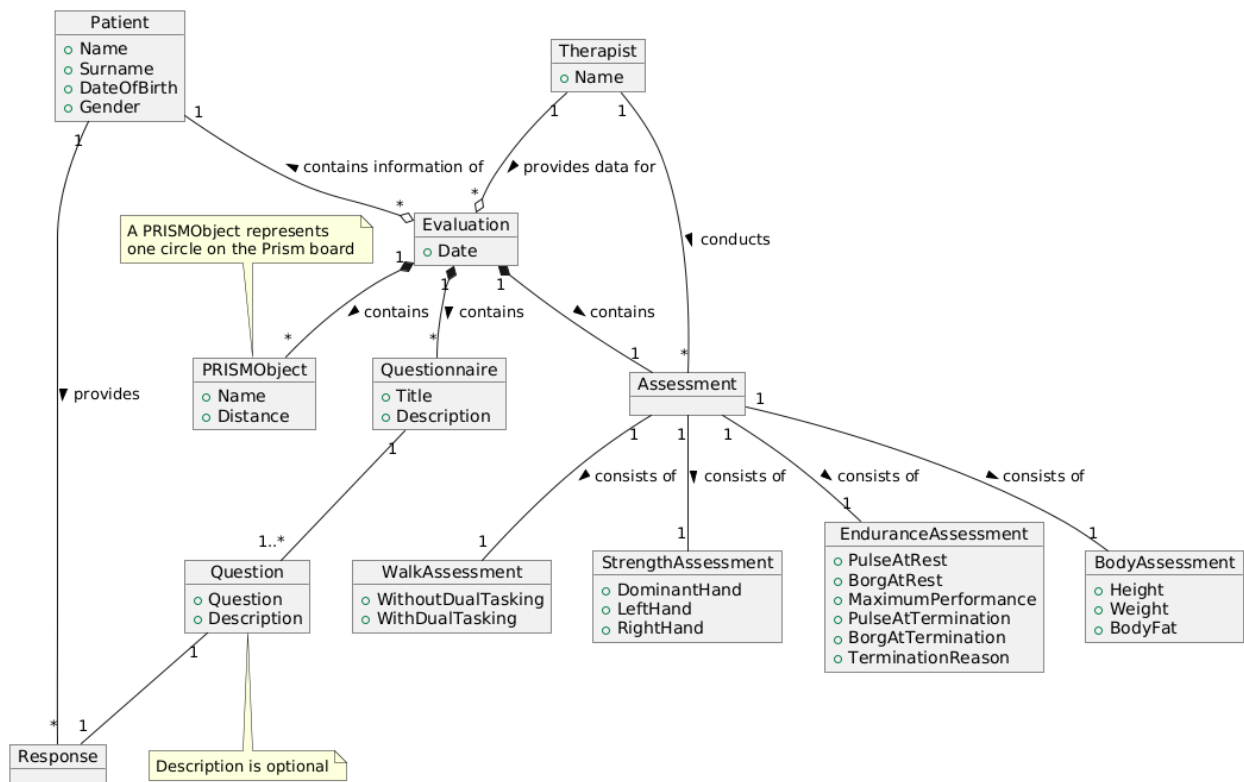 Patient
Name
Surname
DateOfBirth
Gender
Therapist
Name
1
1
1
1
contains information of
provides data for
*
*
A PRISMObject represents
one circle on the Prism board
Evaluation
Date
conducts
1
1
1
contains
contains
contains
*
*
1
*
PRISMObject
Name
Distance
Questionnaire
Title
Description
Assessment
provides
1
1
1
1
1
consists of
consists of
consists of
consists of
1..*
1
1
1
1
Question
Question
Description
WalkAssessment
WithoutDualTasking
WithDualTasking
StrengthAssessment
DominantHand
LeftHand
RightHand
EnduranceAssessment
PulseAtRest
BorgAtRest
MaximumPerformance
PulseAtTermination
BorgAtTermination
TerminationReason
BodyAssessment
Height
Weight
BodyFat
1
*
1
Response
Description is optional